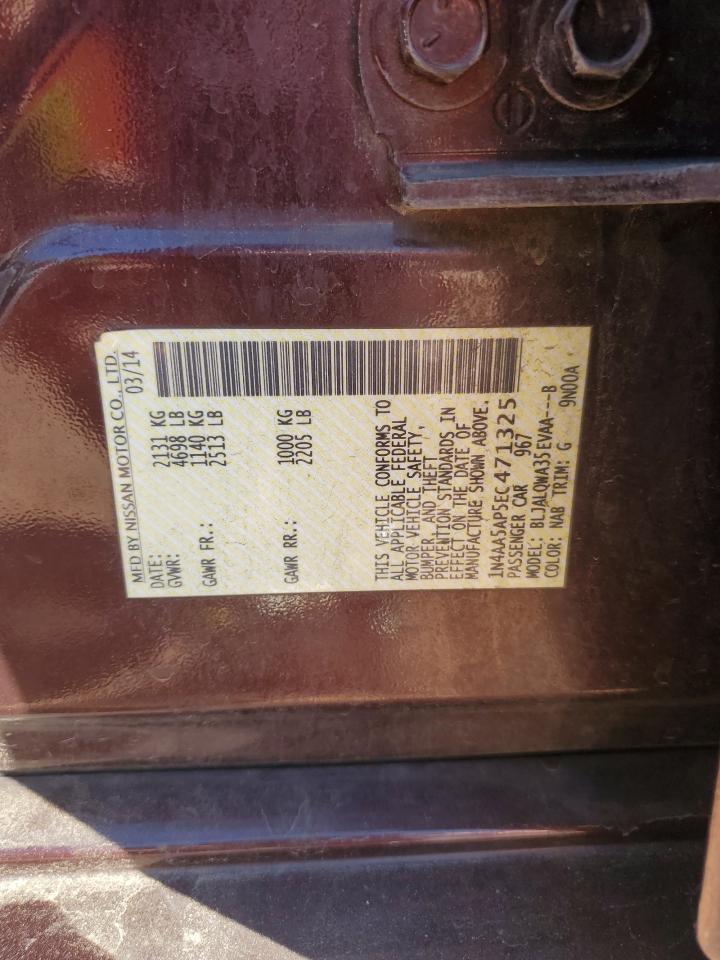 MFD BY NISSAN MOTOR CO., LTD.
DATE: 03/14
GVWR: 2131 KG
4698 LB
GAWR FR.: 1140 KG
2513 LB
GAWR RR.: 1000 KG
2205 LB
THIS VEHICLE CONFORMS TO
ALL APPLICABLE FEDERAL
MOTOR VEHICLE SAFETY,
BUMPER, AND THEFT
PREVENTION STANDARDS IN
EFFECT ON THE DATE OF
MANUFACTURE SHOWN ABOVE.
1N4AA5AP5EC471325
PASSENGER CAR 967
MODEL: BLJALQWA35EVAA---B
COLOR: NAB TRIM: G 9N00A